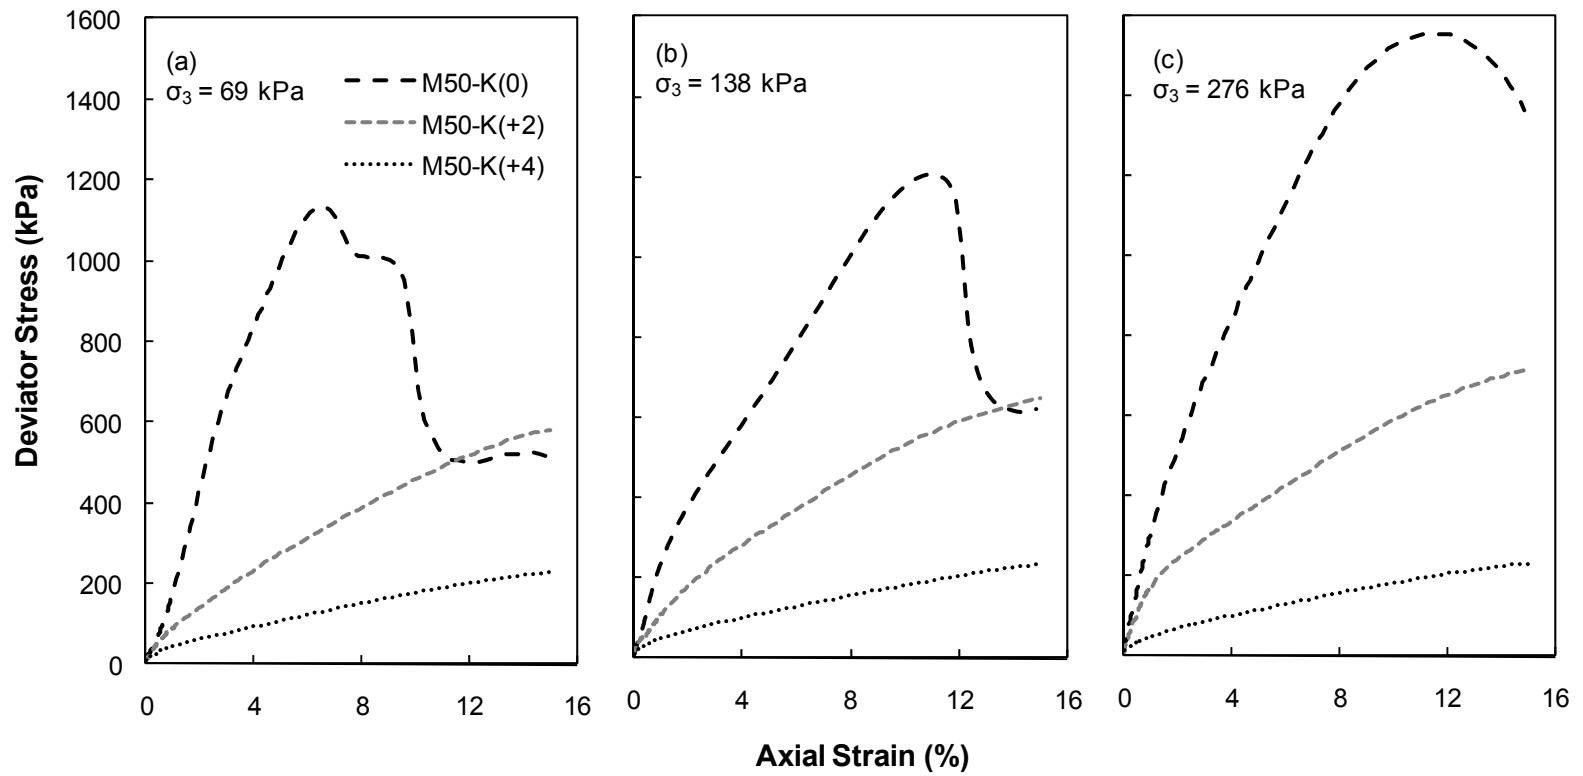 1600
1400
1200
1000
800
600
400
200
0
Deviator Stress (kPa)
(a)
σ₃ = 69 kPa
M50-K(0)
M50-K(+2)
M50-K(+4)
0 4 8 12 16
(b)
σ₃ = 138 kPa
0 4 8 12 16
(c)
σ₃ = 276 kPa
0 4 8 12 16
Axial Strain (%)